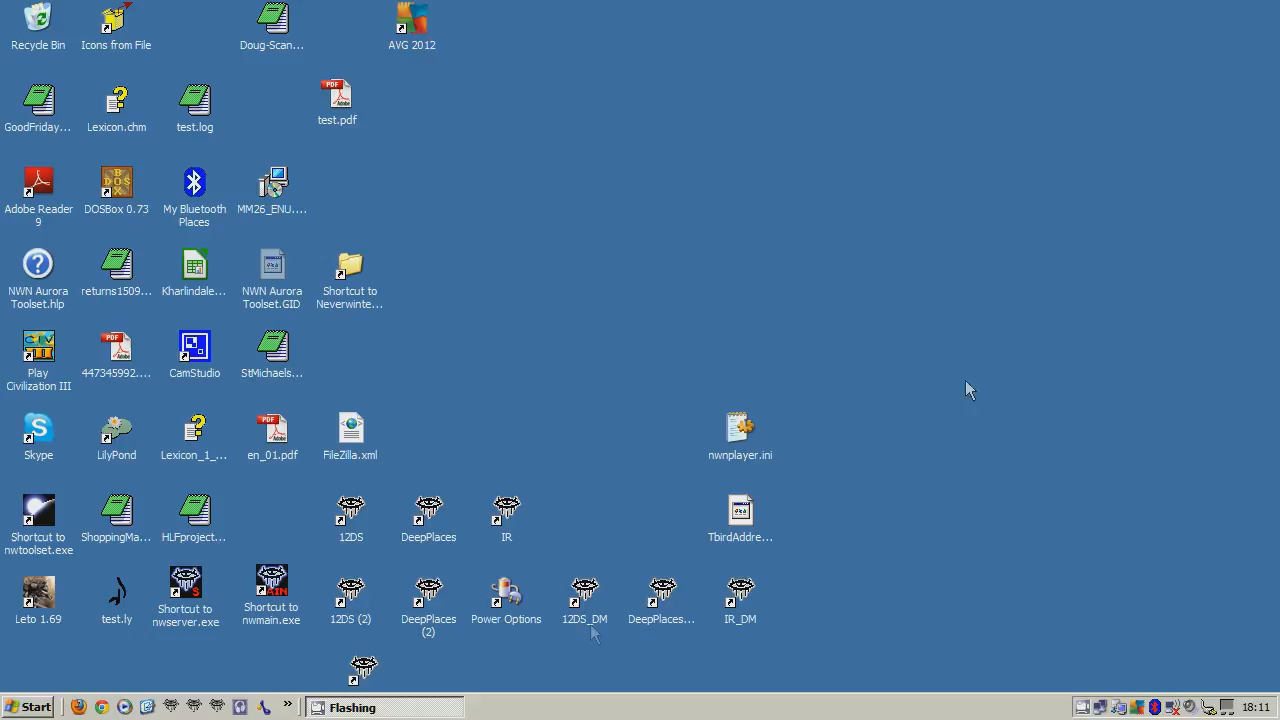 Recycle Bin
Icons from File
Doug-Scan...
AVG 2012
GoodFriday...
Lexicon.chm
test.log
PDF
test.pdf
Adobe Reader
9
DOSBox 0.73
My Bluetooth
Places
MM26_ENU....
NWN Aurora
Toolset.hlp
returns1509...
Kharlindale...
NWN Aurora
Toolset.GID
Shortcut to
Neverwinte...
Play
Civilization III
PDF
447345992....
CamStudio
StMichaels...
Skype
LilyPond
Lexicon_1_...
PDF
en_01.pdf
FileZilla.xml
nwnplayer.ini
Shortcut to
nwtoolset.exe
ShoppingMa...
HLFproject...
12DS
DeepPlaces
IR
TbirdAddre...
Leto 1.69
test.ly
Shortcut to
nwserver.exe
Shortcut to
nwmain.exe
12DS (2)
DeepPlaces
(2)
Power Options
12DS_DM
DeepPlaces...
IR_DM
Start
Flashing
18:11